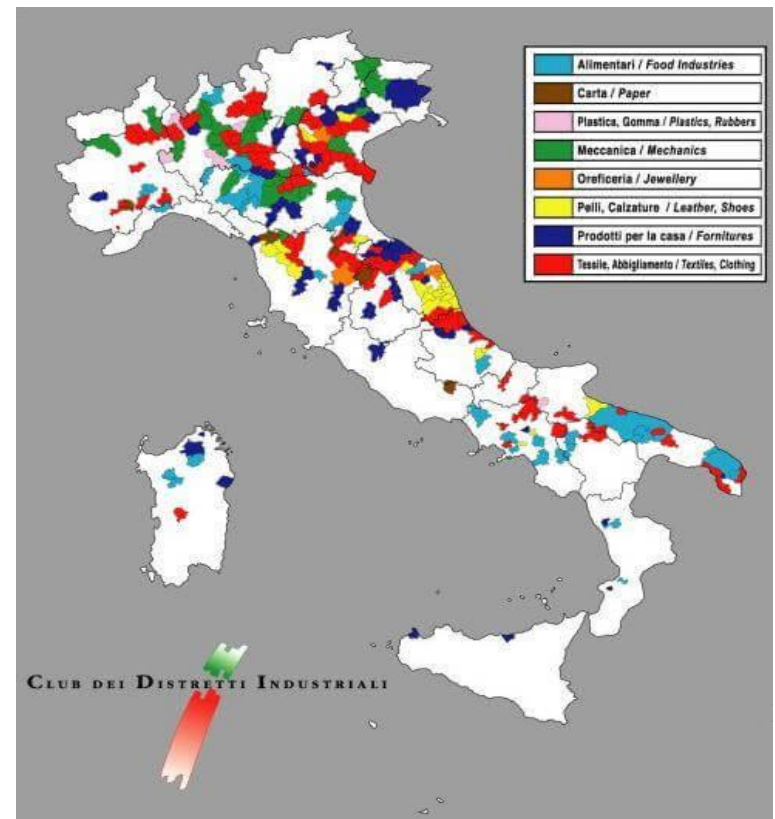 Alimentari / Food Industries
Carta / Paper
Plastica, Gomma / Plastics, Rubbers
Meccanica / Mechanics
Oreficeria / Jewellery
Pelli, Calzature / Leather, Shoes
Prodotti per la casa / Fornitures
Tessile, Abbigliamento / Textiles, Clothing
CLUB DEI DISTRETTI INDUSTRIALI